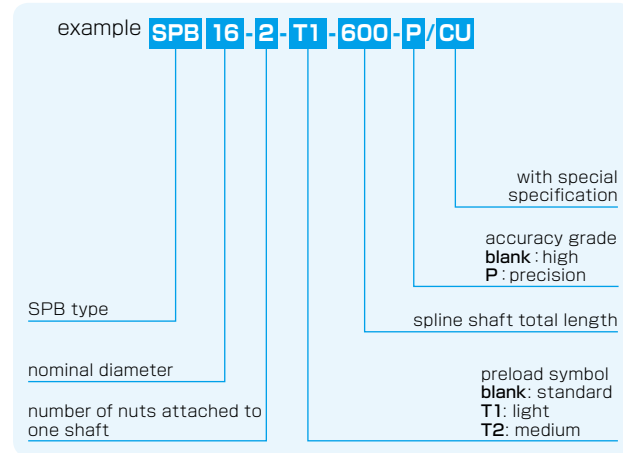 example SPB 16-2-T1-600-P/CU
with special
specification
accuracy grade
blank : high
P : precision
SPB type
spline shaft total length
nominal diameter
preload symbol
blank: standard
T1: light
T2: medium
number of nuts attached to
one shaft